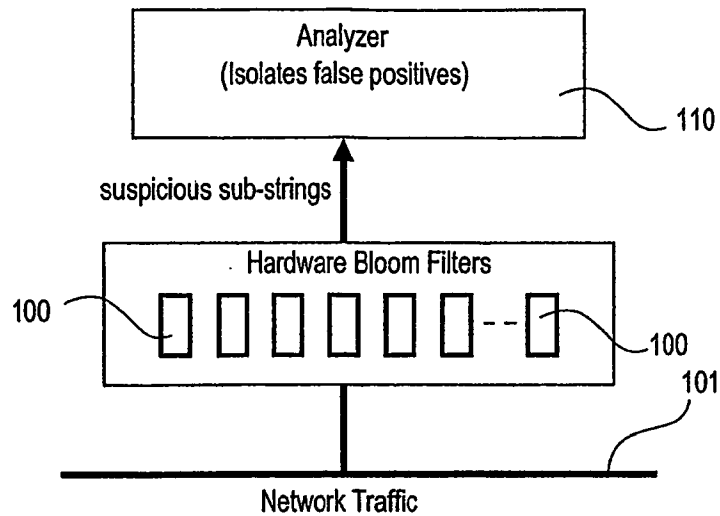 Analyzer
(Isolates false positives)
110
suspicious sub-strings
Hardware Bloom Filters
100
100
101
Network Traffic